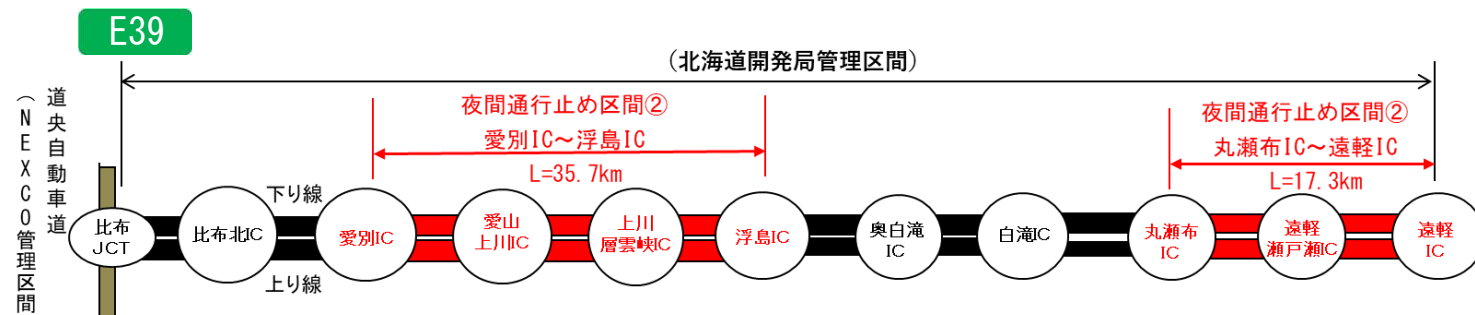 E39
(北海道開発局管理区間)
道央自動車道
(NEXCO管理区間
夜間通行止め区間②
愛別IC~浮島IC
L=35.7km
夜間通行止め区間②
丸瀬布IC~遠軽IC
L=17.3km
下り線
上り線
比布
JCT
比布北IC
愛別IC
愛山
上川IC
上川
層雲峡IC
浮島IC
奥白滝
IC
白滝IC
丸瀬布
IC
遠軽
瀬戸瀬IC
遠軽
IC